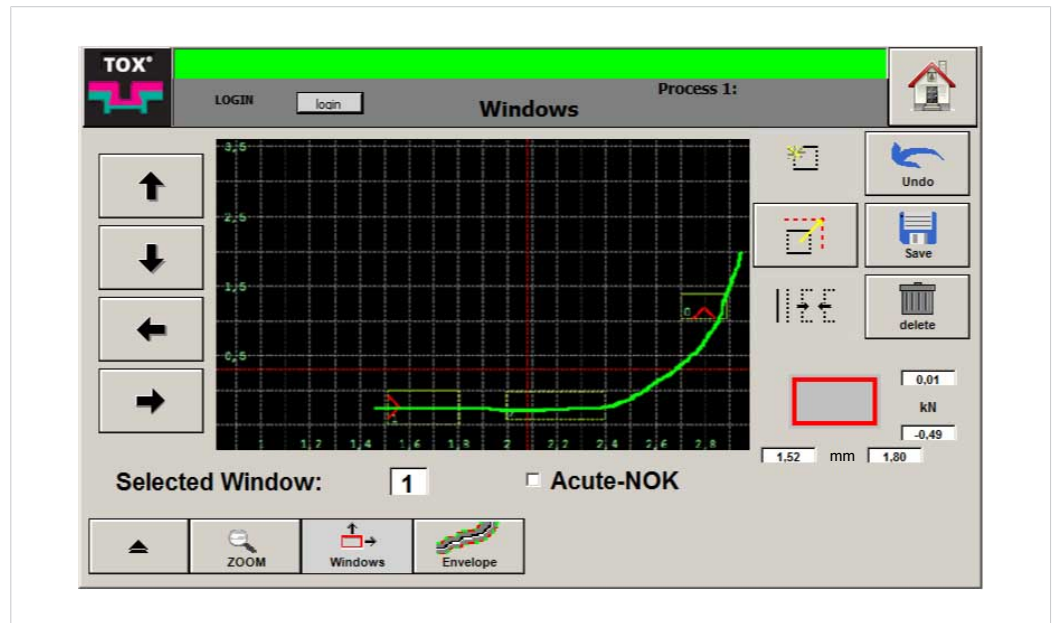 TOX®
LOGIN
login
Windows
Process 1:
3,5
2,5
1,5
0,5
1
1,2
1,4
1,6
1,8
2
2,2
2,4
2,6
2,8
Undo
Save
delete
0,01
kN
-0,49
1,52
mm
1,80
Selected Window:
1
Acute-NOK
ZOOM
Windows
Envelope